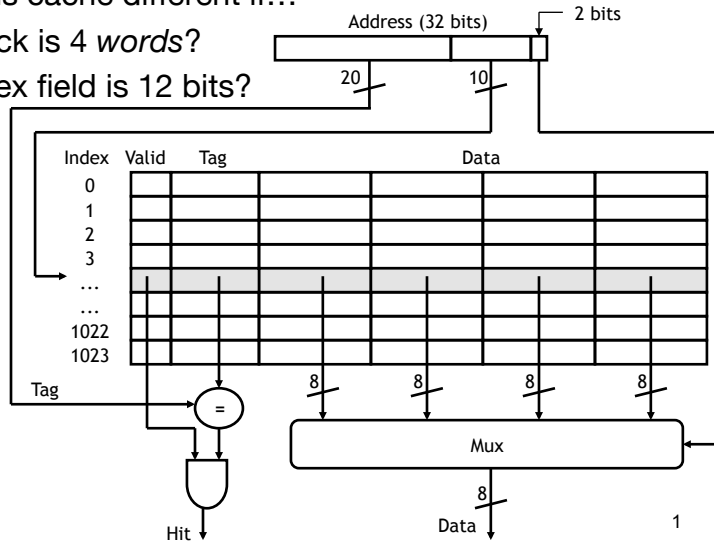 s cache different if…
ck is 4 words?
ex field is 12 bits?
Address (32 bits)
2 bits
20
10
Index Valid Tag Data
0
1
2
3
...
...
1022
1023
Tag
=
8 8 8 8
Mux
8
Hit
Data
1